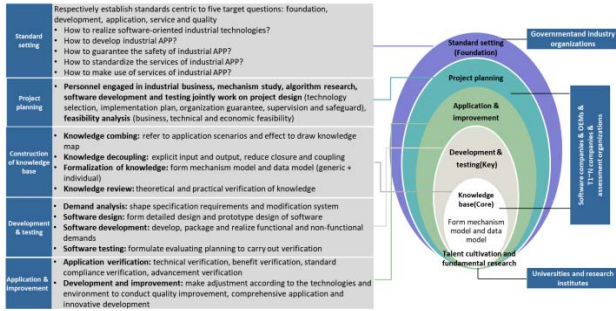 Respectively establish standards centric to five target questions: foundation,
development, application, service and quality
Standard
setting
• How to realize software-oriented industrial technologies?
• How to develop industrial APP?
• How to guarantee the safety of industrial APP?
• How to standardize the services of industrial APP?
• How to make use of services of industrial APP?
Project
planning
• Personnel engaged in industrial business, mechanism study, algorithm research,
software development and testing jointly work on project design (technology
selection, implementation plan, organization guarantee, supervision and safeguard),
feasibility analysis (business, technical and economic feasibility)
Construction
of knowledge
base
• Knowledge combing: refer to application scenarios and effect to draw knowledge
map
• Knowledge decoupling: explicit input and output, reduce closure and coupling
• Formalization of knowledge: form mechanism model and data model (generic +
individual)
• Knowledge review: theoretical and practical verification of knowledge
Development
& testing
• Demand analysis: shape specification requirements and modification system
• Software design: form detailed design and prototype design of software
• Software development: develop, package and realize functional and non-functional
demands
• Software testing: formulate evaluating planning to carry out verification
Application &
improvement
• Application verification: technical verification, benefit verification, standard
compliance verification, advancement verification
• Development and improvement: make adjustment according to the technologies and
environment to conduct quality improvement, comprehensive application and
innovative development
Standard setting
(Foundation)
Project planning
Application &
improvement
Development &
testing(Key)
Knowledge
base(Core)
Form mechanism
model and data
model
Talent cultivation and
fundamental research
Governmentand Industry
organizations
Software companies & OEMs &
T1~N companies &
assessment organizations
Universities and research
institutes